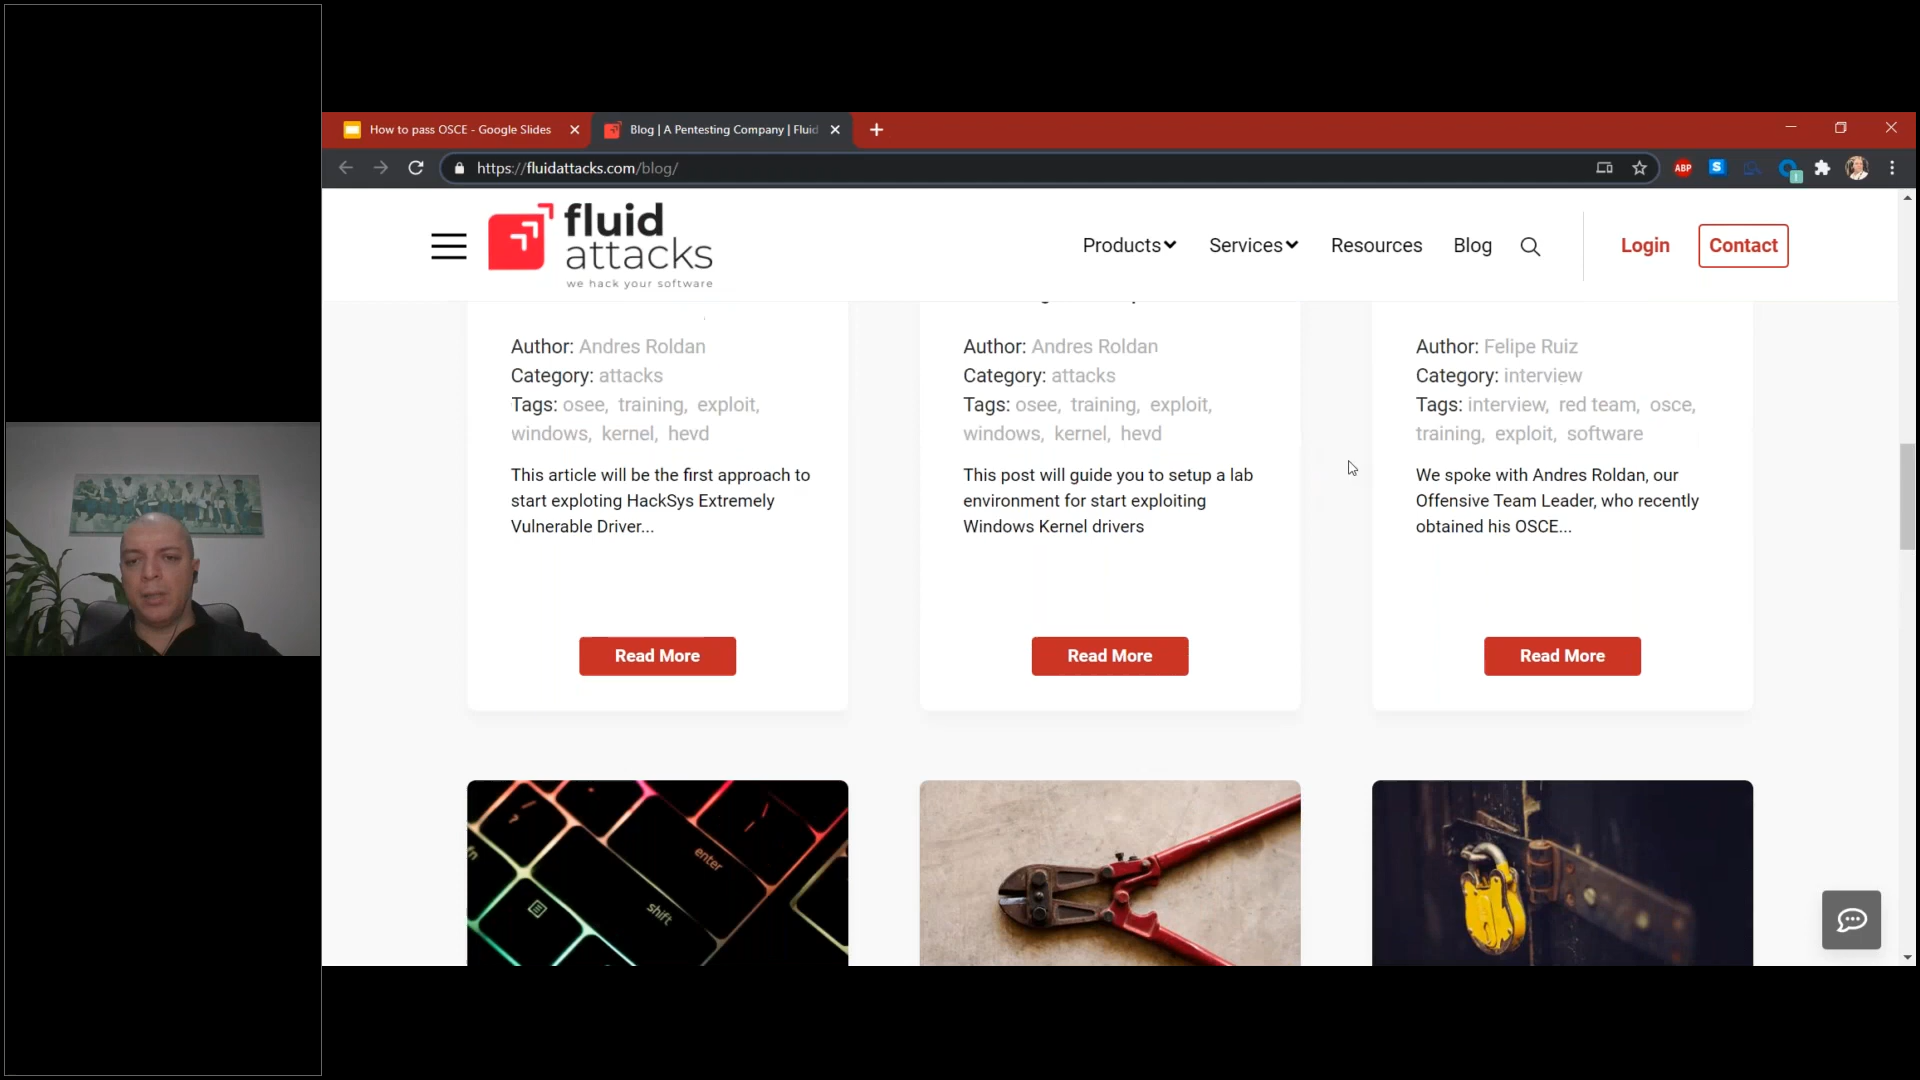 How to pass OSCE - Google Slides
Blog | A Pentesting Company | Fluid
https://fluidattacks.com/blog/
ABP
S
fluid
attacks
we hack your software
Products
Services
Resources
Blog
Login
Contact
Author: Andres Roldan
Category: attacks
Tags: osee, training, exploit,
windows, kernel, hevd
This article will be the first approach to
start exploting HackSys Extremely
Vulnerable Driver...
Read More
Author: Andres Roldan
Category: attacks
Tags: osee, training, exploit,
windows, kernel, hevd
This post will guide you to setup a lab
environment for start exploiting
Windows Kernel drivers
Read More
Author: Felipe Ruiz
Category: interview
Tags: interview, red team, osce,
training, exploit, software
We spoke with Andres Roldan, our
Offensive Team Leader, who recently
obtained his OSCE...
Read More
enter
shift
fn